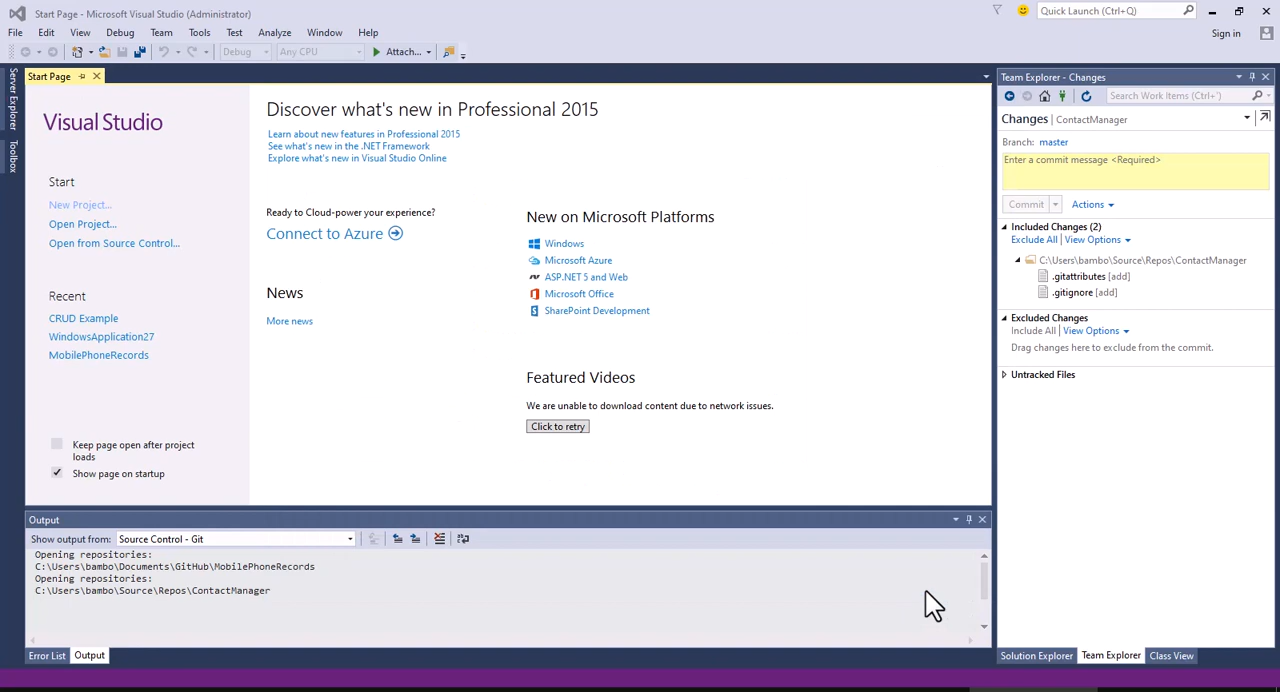 Start Page - Microsoft Visual Studio (Administrator)
Quick Launch (Ctrl+Q)
File Edit View Debug Team Tools Test Analyze Window Help
Sign in
Debug Any CPU Attach...
Server Explorer
Toolbox
Start Page
Visual Studio
Start
New Project...
Open Project...
Open from Source Control...
Recent
CRUD Example
WindowsApplication27
MobilePhoneRecords
Keep page open after project
loads
Show page on startup
Discover what's new in Professional 2015
Learn about new features in Professional 2015
See what's new in the .NET Framework
Explore what's new in Visual Studio Online
Ready to Cloud-power your experience?
Connect to Azure
News
More news
New on Microsoft Platforms
Windows
Microsoft Azure
ASP.NET 5 and Web
Microsoft Office
SharePoint Development
Featured Videos
We are unable to download content due to network issues.
Click to retry
Output
Show output from: Source Control - Git
Opening repositories:
C:\Users\bambo\Documents\GitHub\MobilePhoneRecords
Opening repositories:
C:\Users\bambo\Source\Repos\ContactManager
Error List Output
Team Explorer - Changes
Search Work Items (Ctrl+')
Changes | ContactManager
Branch: master
Enter a commit message <Required>
Commit Actions
Included Changes (2)
Exclude All | View Options
C:\Users\bambo\Source\Repos\ContactManager
.gitattributes [add]
.gitignore [add]
Excluded Changes
Include All | View Options
Drag changes here to exclude from the commit.
Untracked Files
Solution Explorer Team Explorer Class View